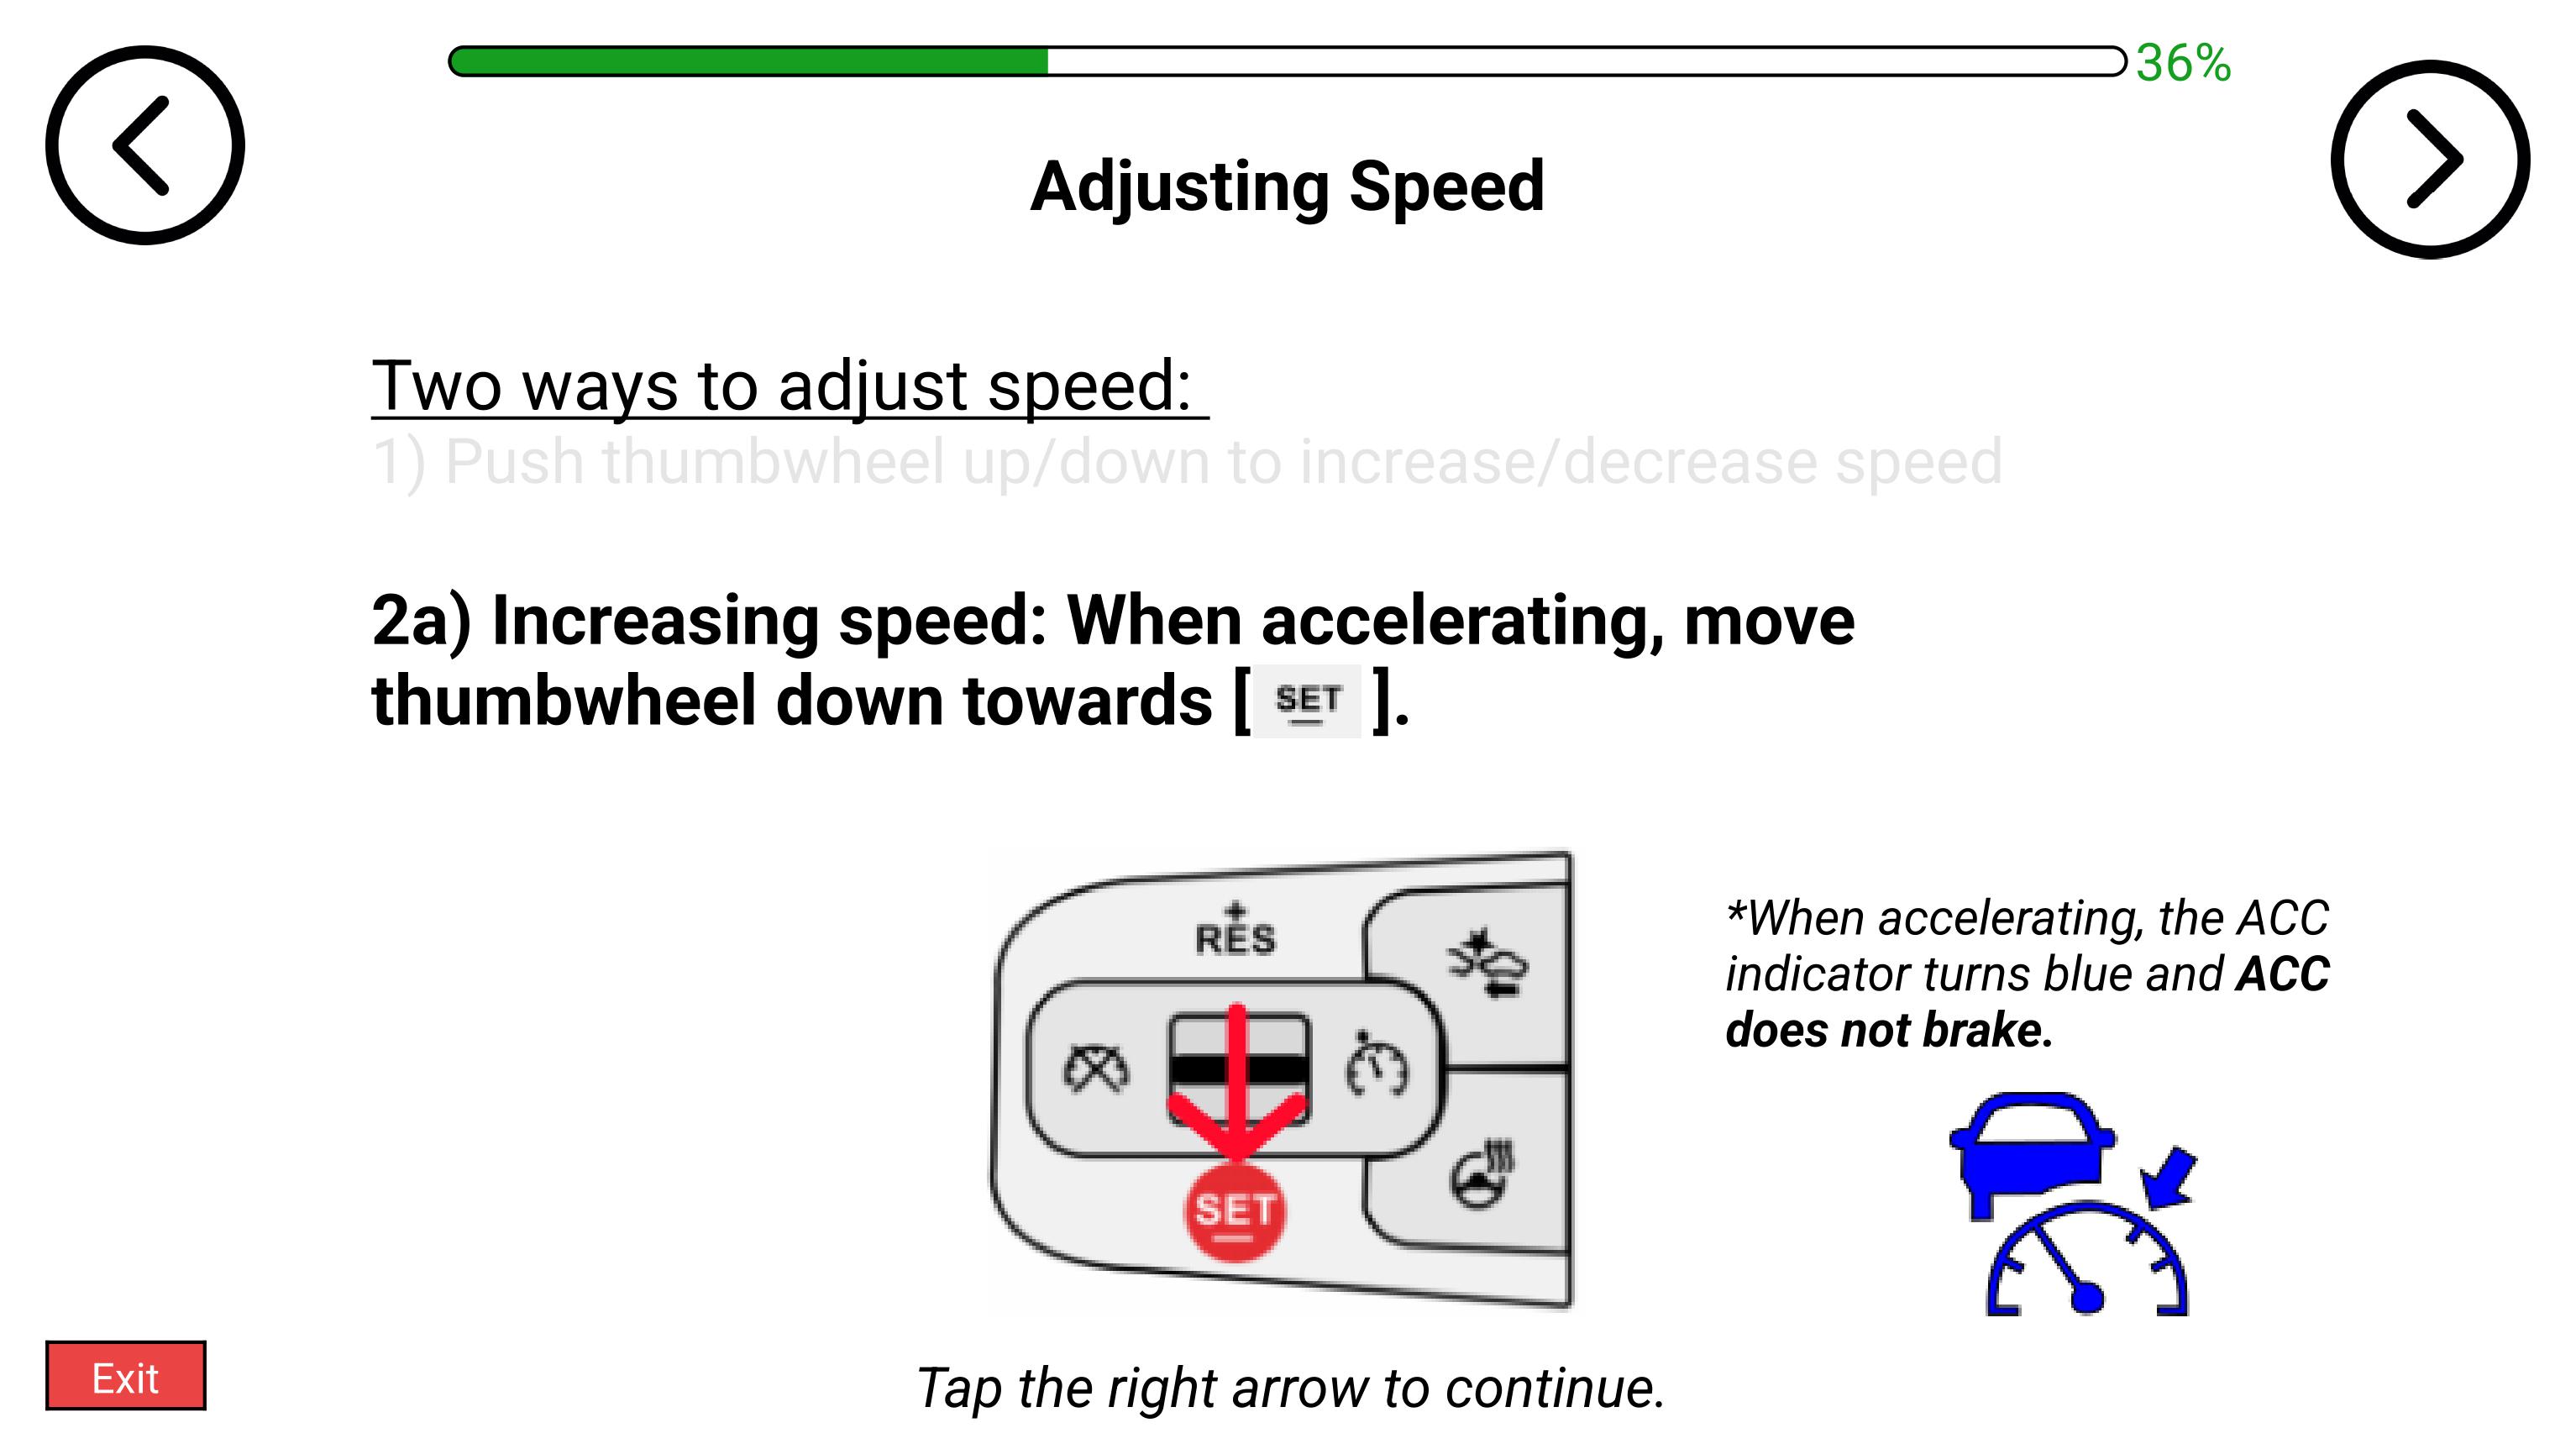 36%
Adjusting Speed
Two ways to adjust speed:
1) Push thumbwheel up/down to increase/decrease speed
2a) Increasing speed: When accelerating, move
thumbwheel down towards [ SET ].
+
RES
SET
*When accelerating, the ACC
indicator turns blue and ACC
does not brake.
Exit
Tap the right arrow to continue.